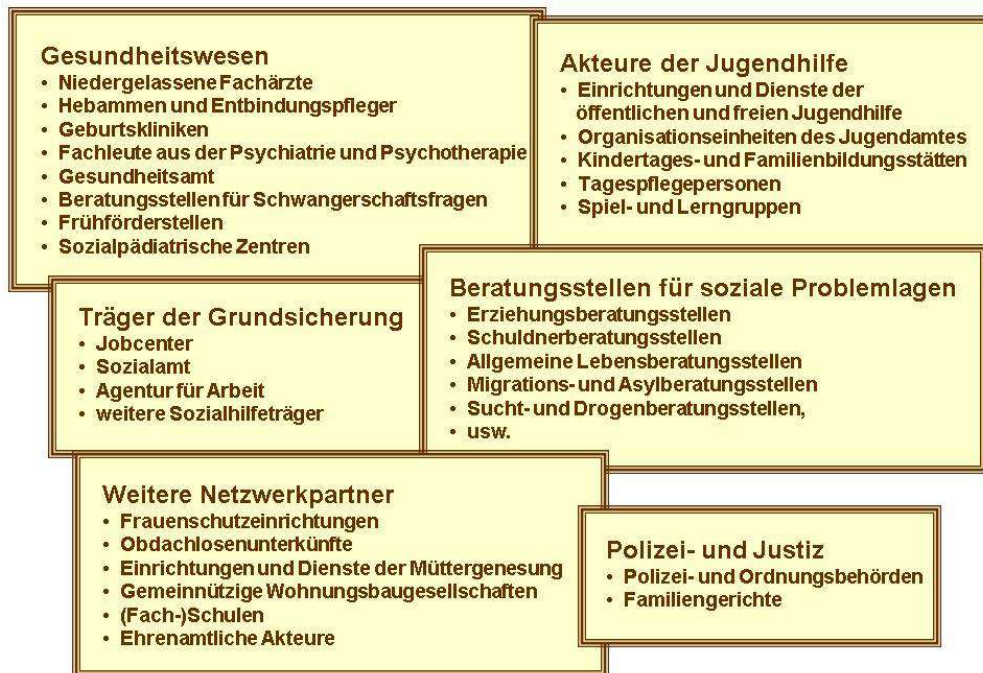 Gesundheitswesen
• Niedergelassene Fachärzte
• Hebammen und Entbindungspfleger
• Geburtskliniken
• Fachleute aus der Psychiatrie und Psychotherapie
• Gesundheitsamt
• Beratungsstellen für Schwangerschaftsfragen
• Frühförderstellen
• Sozialpädiatrische Zentren
Akteure der Jugendhilfe
• Einrichtungen und Dienste der
öffentlichen und freien Jugendhilfe
• Organisationseinheiten des Jugendamtes
• Kindertages- und Familienbildungsstätten
• Tagespflegepersonen
• Spiel- und Lerngruppen
Träger der Grundsicherung
• Jobcenter
• Sozialamt
• Agentur für Arbeit
• weitere Sozialhilfeträger
Beratungsstellen für soziale Problemlagen
• Erziehungsberatungsstellen
• Schuldnerberatungsstellen
• Allgemeine Lebensberatungsstellen
• Migrations- und Asylberatungsstellen
• Sucht- und Drogenberatungsstellen,
• usw.
Weitere Netzwerkpartner
• Frauenschutzeinrichtungen
• Obdachlosenunterkünfte
• Einrichtungen und Dienste der Müttergenesung
• Gemeinnützige Wohnungsbaugesellschaften
• (Fach-)Schulen
• Ehrenamtliche Akteure
Polizei- und Justiz
• Polizei- und Ordnungsbehörden
• Familiengerichte